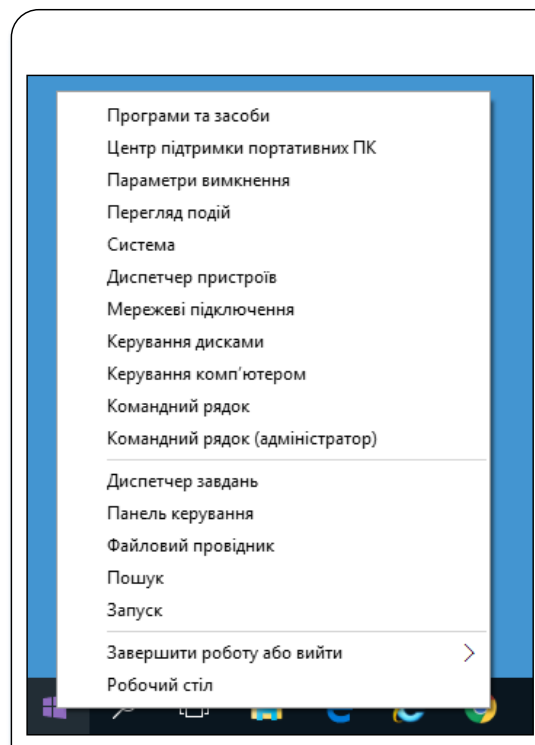 Програми та засоби
Центр підтримки портативних ПК
Параметри вимкнення
Перегляд подій
Система
Диспетчер пристроїв
Мережеві підключення
Керування дисками
Керування комп’ютером
Командний рядок
Командний рядок (адміністратор)
Диспетчер завдань
Панель керування
Файловий провідник
Пошук
Запуск
Завершити роботу або вийти
Робочий стіл